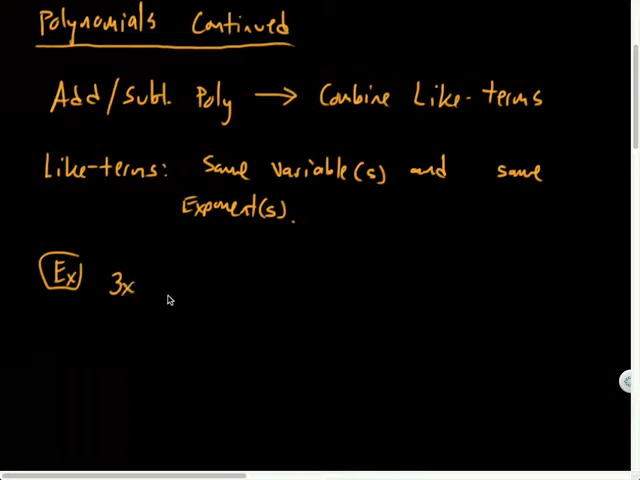 Polynomials Continued
Add/Subt. Poly → Combine Like-terms
Like-terms: Same variable(s) and same
Exponent(s).
Ex 3x